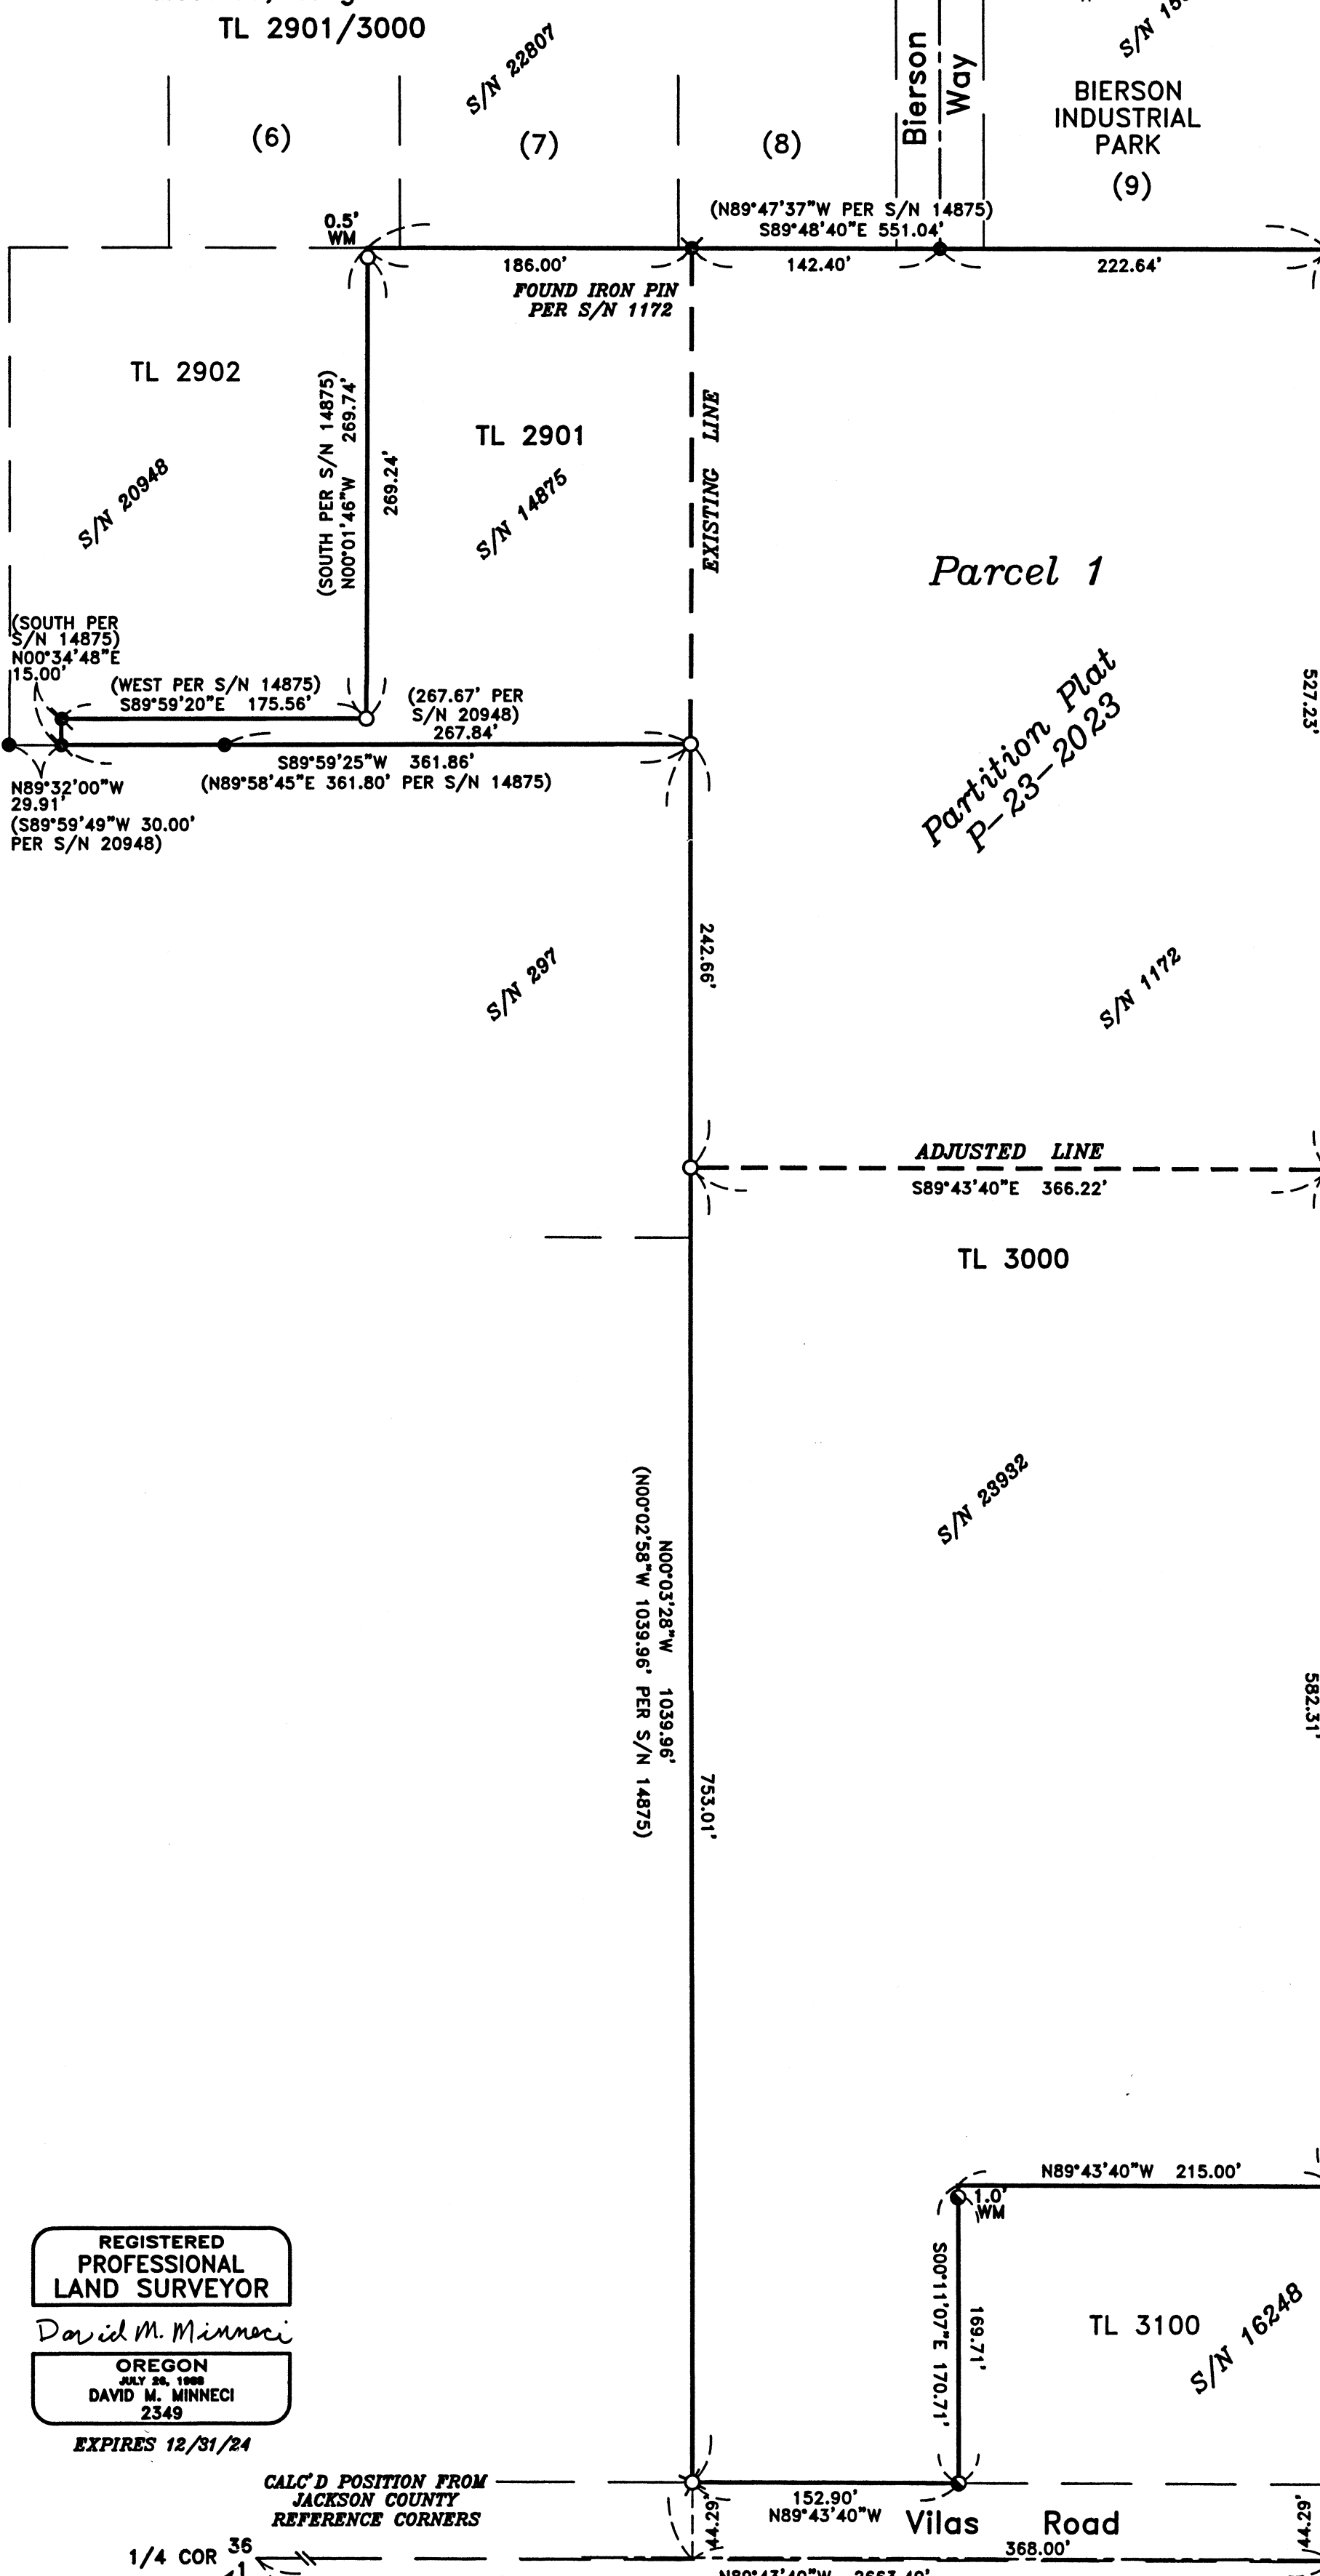 TL 2901/3000
S/N 22807
Bierson
Way
BIERSON
INDUSTRIAL
PARK
(6)
(7)
(8)
(9)
0.5'
WM
(N89°47'37"W PER S/N 14875)
S89°48'40"E 551.04'
186.00'
142.40'
222.64'
FOUND IRON PIN
PER S/N 1172
TL 2902
S/N 20948
(SOUTH PER S/N 14875)
N00°01'46"W 269.74'
269.24'
TL 2901
S/N 14875
EXISTING LINE
Parcel 1
Partition Plat
P-23-2023
527.23'
(SOUTH PER
S/N 14875)
N00°34'48"E
15.00'
(WEST PER S/N 14875)
S89°59'20"E 175.56'
(267.67' PER
S/N 20948)
267.84'
S89°59'25"W 361.86'
(N89°58'45"E 361.80' PER S/N 14875)
N89°32'00"W
29.91'
(S89°59'49"W 30.00'
PER S/N 20948)
242.66'
S/N 297
S/N 1172
ADJUSTED LINE
S89°43'40"E 366.22'
TL 3000
S/N 23932
N00°03'28"W 1039.96'
(N00°02'58"W 1039.96' PER S/N 14875)
753.01'
582.31'
N89°43'40"W 215.00'
1.0'
WM
S00°11'07"E 170.71'
169.71'
TL 3100
S/N 16248
REGISTERED
PROFESSIONAL
LAND SURVEYOR
David M. Minneci
OREGON
JULY 26, 1988
DAVID M. MINNECI
2349
EXPIRES 12/31/24
CALC'D POSITION FROM
JACKSON COUNTY
REFERENCE CORNERS
152.90'
N89°43'40"W
Vilas Road
44.29'
44.29'
368.00'
1/4 COR 36
1
N89°43'40"W 2663.40'